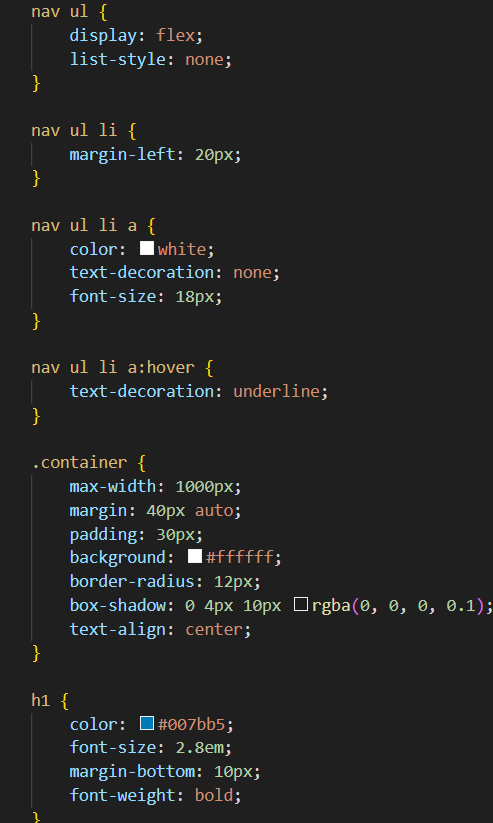 nav ul {
    display: flex;
    list-style: none;
}

nav ul li {
    margin-left: 20px;
}

nav ul li a {
    color: white;
    text-decoration: none;
    font-size: 18px;
}

nav ul li a:hover {
    text-decoration: underline;
}

.container {
    max-width: 1000px;
    margin: 40px auto;
    padding: 30px;
    background: #ffffff;
    border-radius: 12px;
    box-shadow: 0 4px 10px rgba(0, 0, 0, 0.1);
    text-align: center;
}

h1 {
    color: #007bb5;
    font-size: 2.8em;
    margin-bottom: 10px;
    font-weight: bold;
}